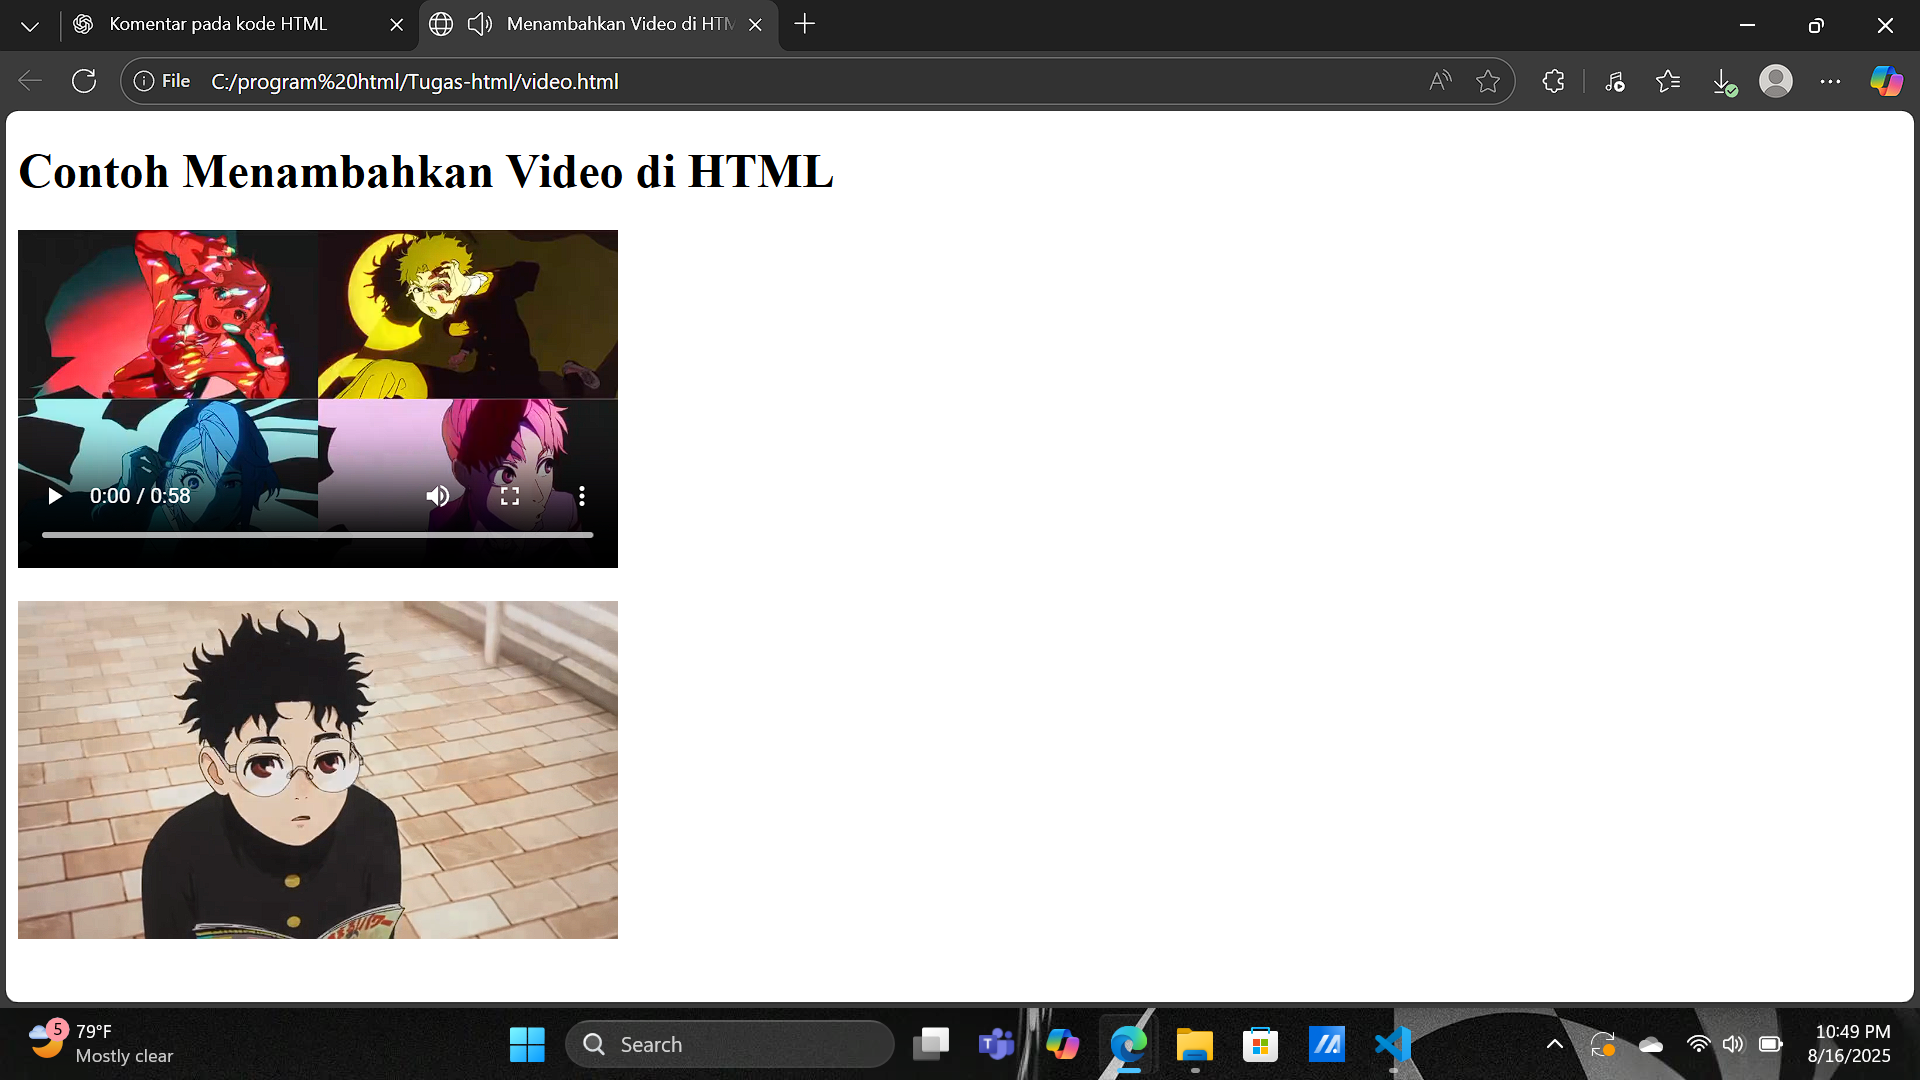 Komentar pada kode HTML
Menambahkan Video di HTM
File C:/program%20html/Tugas-html/video.html
Contoh Menambahkan Video di HTML
0:00 / 0:58
5
79°F
Mostly clear
Search
10:49 PM
8/16/2025